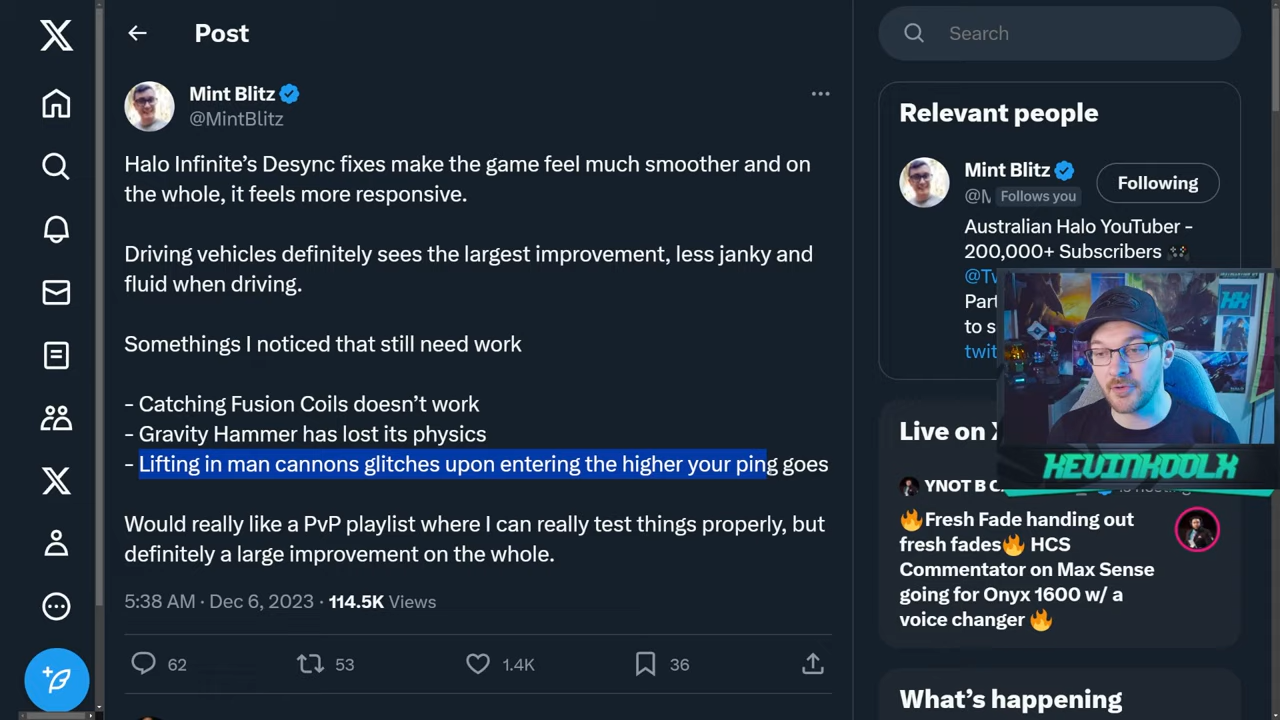 Post
Search
Mint Blitz
@MintBlitz
Halo Infinite’s Desync fixes make the game feel much smoother and on
the whole, it feels more responsive.
Driving vehicles definitely sees the largest improvement, less janky and
fluid when driving.
Somethings I noticed that still need work
- Catching Fusion Coils doesn’t work
- Gravity Hammer has lost its physics
- Lifting in man cannons glitches upon entering the higher your ping goes
Would really like a PvP playlist where I can really test things properly, but
definitely a large improvement on the whole.
5:38 AM · Dec 6, 2023 · 114.5K Views
62 53 1.4K 36
Relevant people
Mint Blitz
@M Follows you
Following
Australian Halo YouTuber -
200,000+ Subscribers
@Tw
Part
to s
twit
KEVINKOOLX
Live on X
YNOT B
🔥Fresh Fade handing out
fresh fades🔥 HCS
Commentator on Max Sense
going for Onyx 1600 w/ a
voice changer 🔥
What’s happening